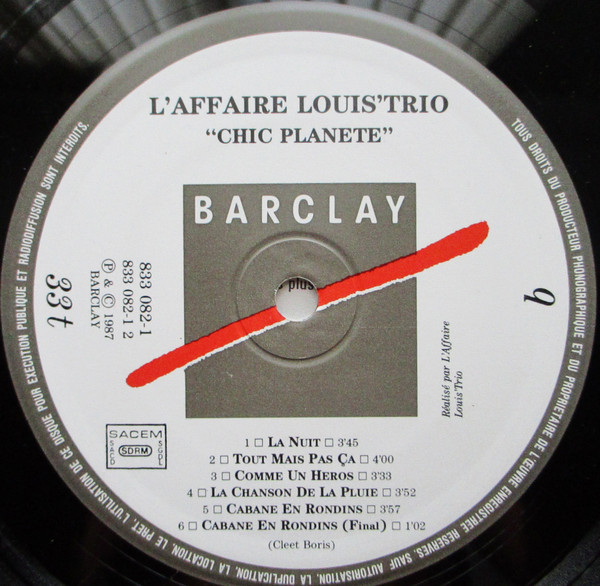 L'AFFAIRE LOUIS'TRIO
"CHIC PLANETE"
BARCLAY
plus
833 082-1
833 082-1 2
Ⓟ & © 1987
BARCLAY
33t
b
Réalisé par L'Affaire
Louis'Trio
SACEM
SACD
SDRM
SGDL
1 □ LA NUIT □ 3'45
2 □ TOUT MAIS PAS ÇA □ 4'00
3 □ COMME UN HEROS □ 3'33
4 □ LA CHANSON DE LA PLUIE □ 3'52
5 □ CABANE EN RONDINS □ 3'57
6 □ CABANE EN RONDINS (FINAL) □ 1'02
(Cleet Boris)
TOUS DROITS DU PRODUCTEUR PHONOGRAPHIQUE ET DU PROPRIETAIRE DE L'ŒUVRE ENREGISTREE RESERVES. SAUF AUTORISATION, LA DUPLICATION, LA LOCATION, LE PRET, L'UTILISATION DE CE DISQUE POUR EXECUTION PUBLIQUE ET RADIODIFFUSION SONT INTERDITS.